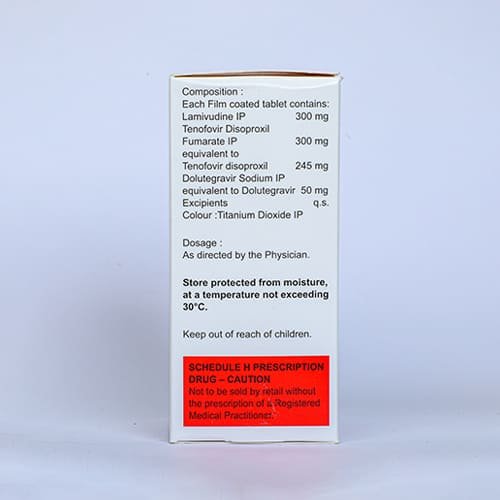 Composition :
Each Film coated tablet contains:
Lamivudine IP 300 mg
Tenofovir Disoproxil
Fumarate IP 300 mg
equivalent to
Tenofovir disoproxil 245 mg
Dolutegravir Sodium IP
equivalent to Dolutegravir 50 mg
Excipients q.s.
Colour :Titanium Dioxide IP
Dosage :
As directed by the Physician.
Store protected from moisture,
at a temperature not exceeding
30°C.
Keep out of reach of children.
SCHEDULE H PRESCRIPTION
DRUG – CAUTION
Not to be sold by retail without
the prescription of a Registered
Medical Practitioner.